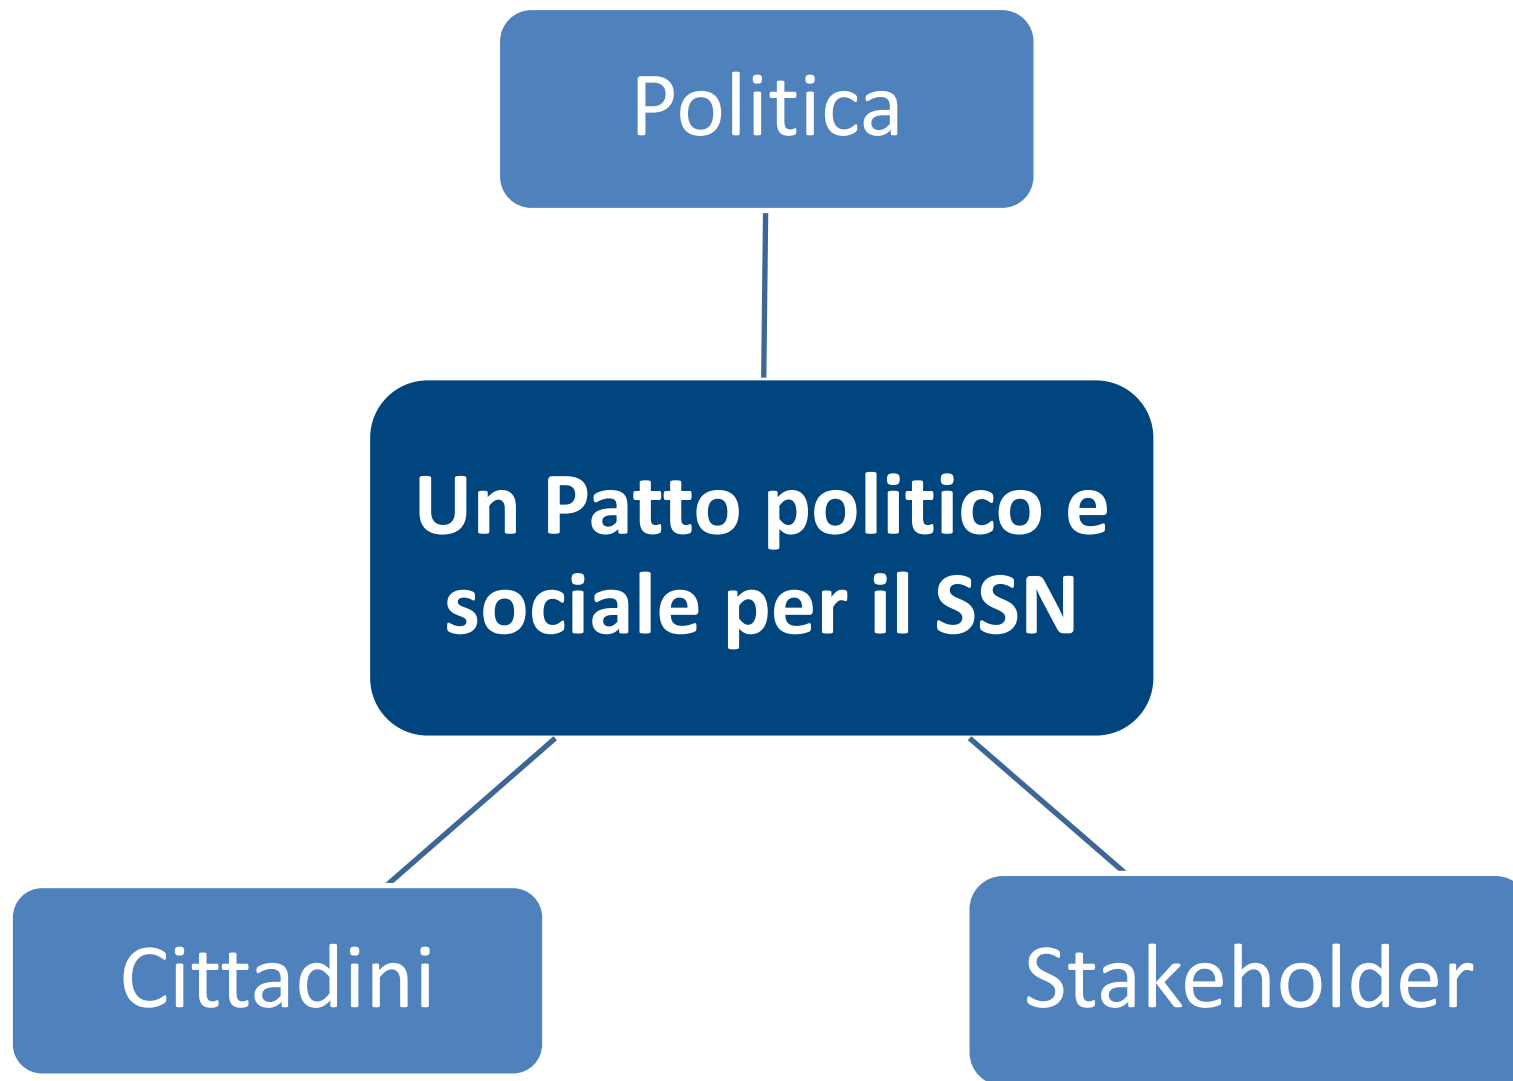 Politica
Un Patto politico e
sociale per il SSN
Cittadini
Stakeholder